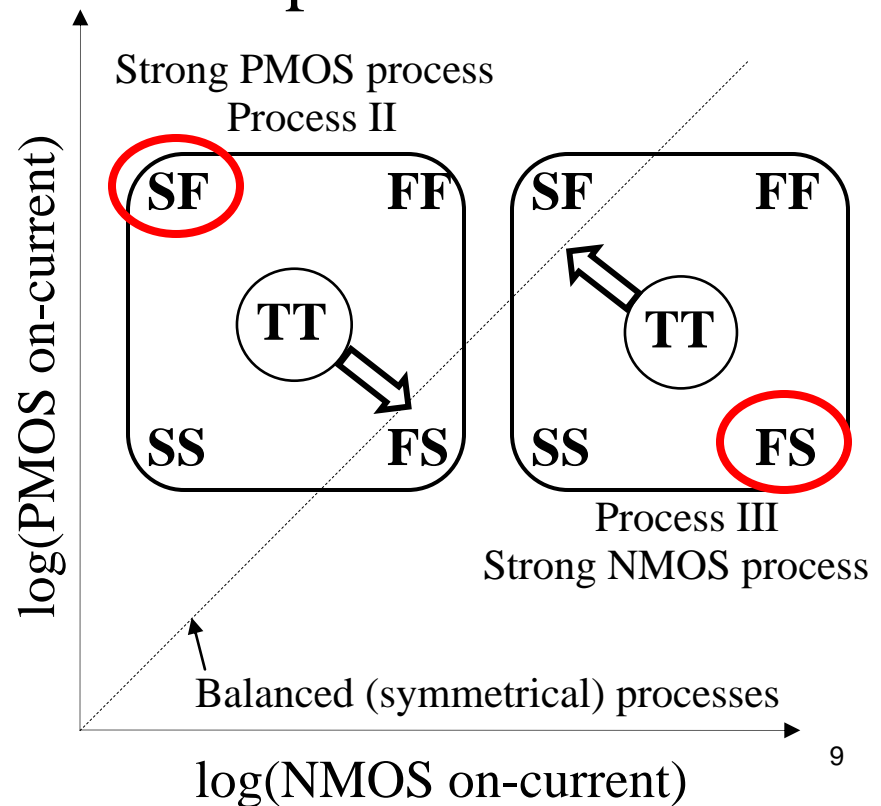 Strong PMOS process
Process II
SF
FF
TT
SS
FS
SF
FF
TT
SS
FS
Process III
Strong NMOS process
Balanced (symmetrical) processes
log(PMOS on-current)
log(NMOS on-current)
9